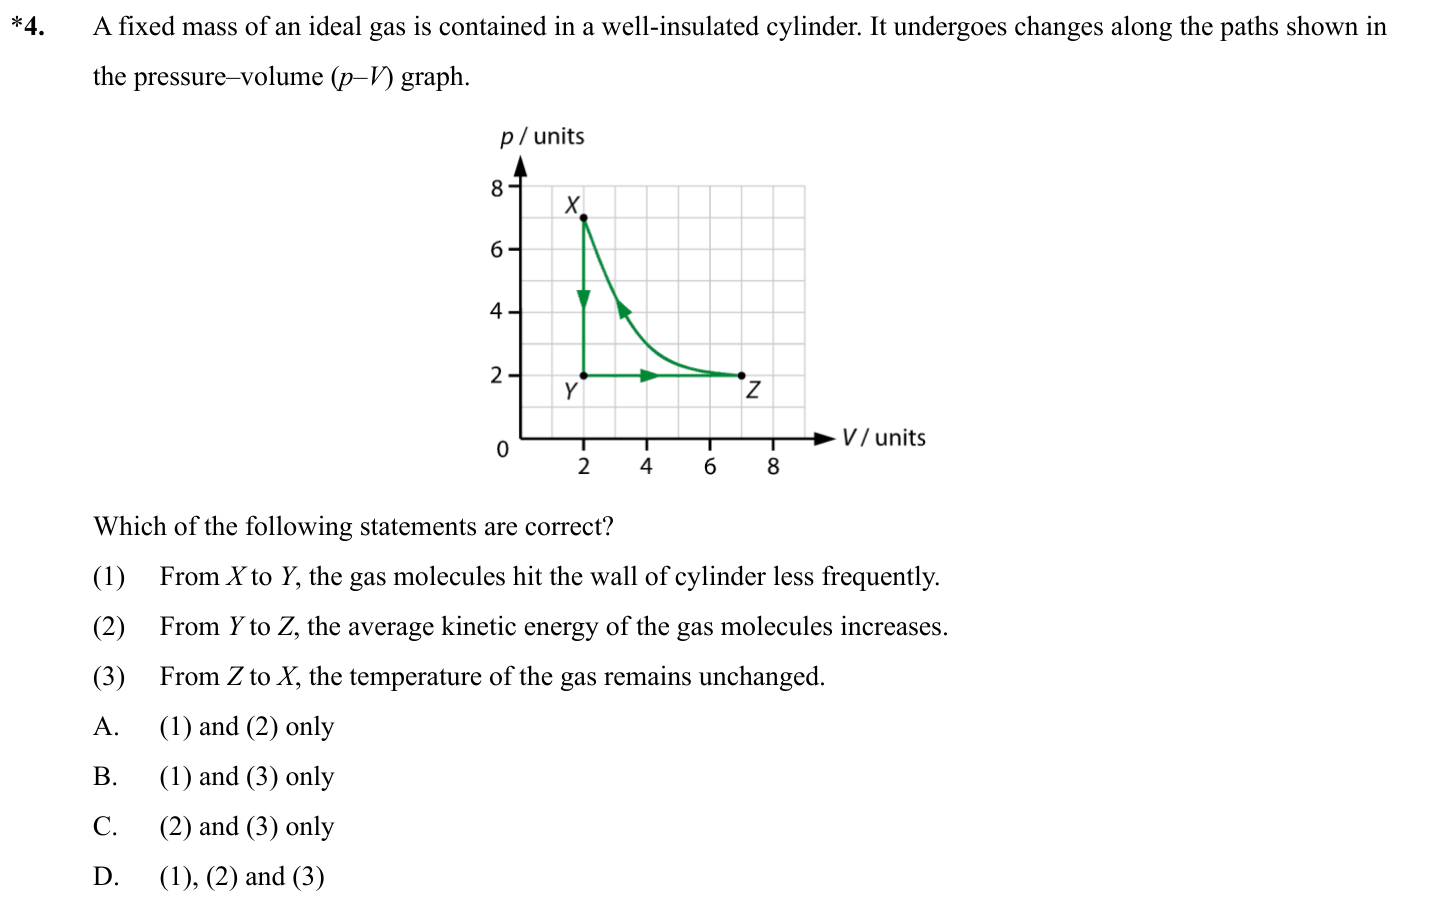 *4. A fixed mass of an ideal gas is contained in a well-insulated cylinder. It undergoes changes along the paths shown in
the pressure–volume (p–V) graph.
p / units
8
X
6
4
2
Y
Z
0
V / units
2 4 6 8
Which of the following statements are correct?
(1) From X to Y, the gas molecules hit the wall of cylinder less frequently.
(2) From Y to Z, the average kinetic energy of the gas molecules increases.
(3) From Z to X, the temperature of the gas remains unchanged.
A. (1) and (2) only
B. (1) and (3) only
C. (2) and (3) only
D. (1), (2) and (3)